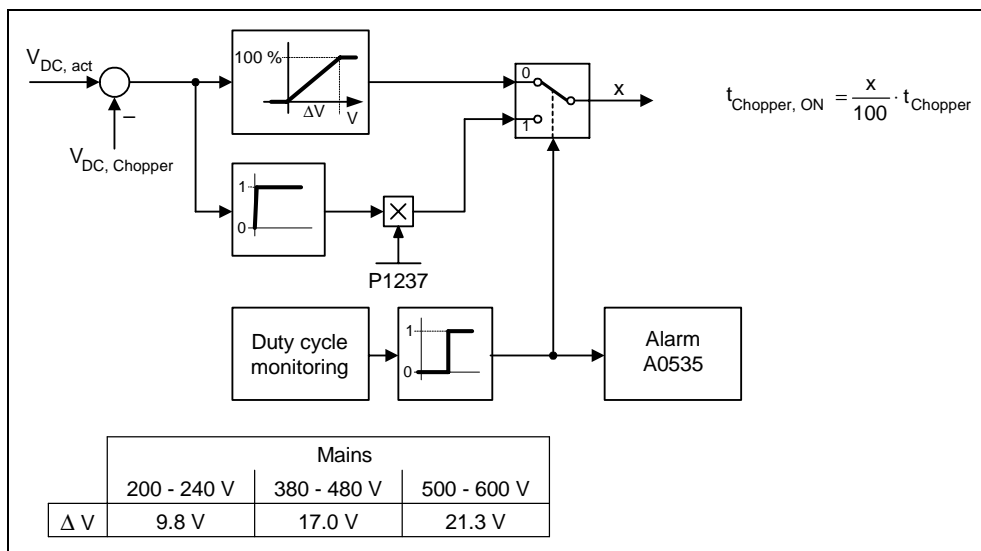 V_DC, act
–
V_DC, Chopper
100 %
ΔV
V
1
0
P1237
0
1
x
t_Chopper, ON = x/100 · t_Chopper
Duty cycle
monitoring
1
0
Alarm
A0535
Mains
200 - 240 V 380 - 480 V 500 - 600 V
Δ V 9.8 V 17.0 V 21.3 V